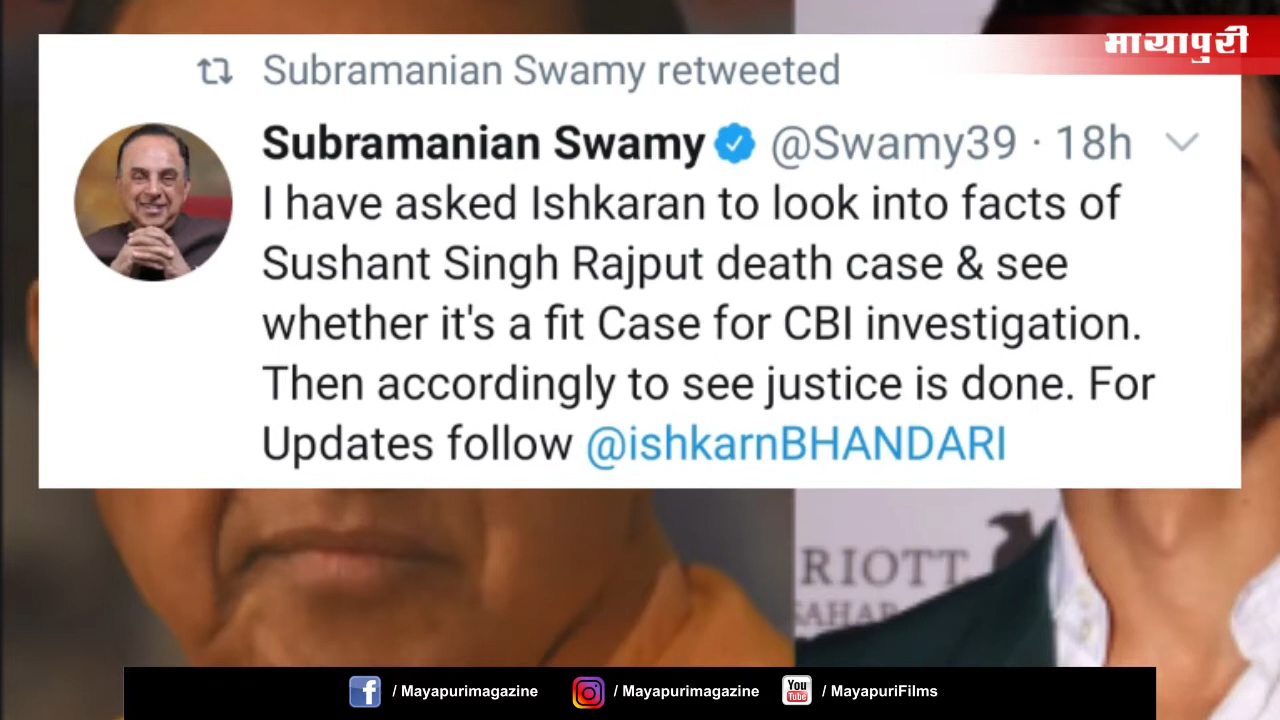 मायापुरी
Subramanian Swamy retweeted
Subramanian Swamy @Swamy39 · 18h
I have asked Ishkaran to look into facts of
Sushant Singh Rajput death case & see
whether it's a fit Case for CBI investigation.
Then accordingly to see justice is done. For
Updates follow @ishkarnBHANDARI
RIOTT
SAHAR
f / Mayapurimagazine / Mayapurimagazine You Tube / MayapuriFilms